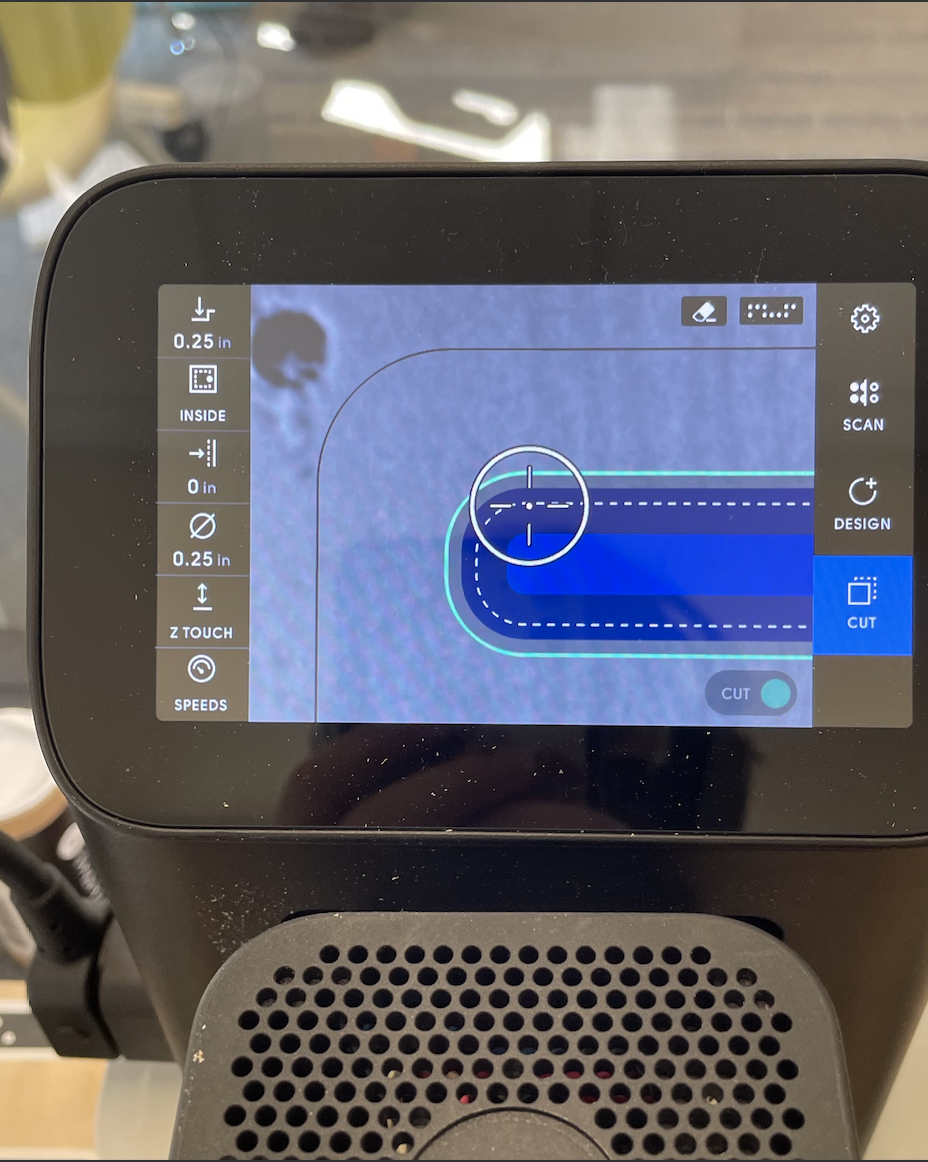 0.25 in
INSIDE
0 in
0.25 in
Z TOUCH
SPEEDS
SCAN
DESIGN
CUT
CUT